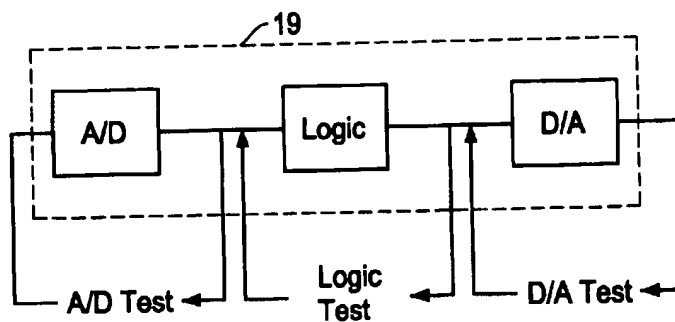 19
A/D
Logic
D/A
A/D Test
Logic
Test
D/A Test